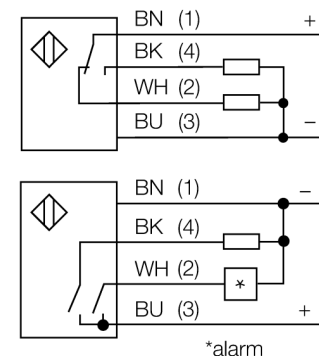 BN (1) +
BK (4)
WH (2)
BU (3) −
BN (1) −
BK (4)
WH (2)
*
BU (3) +
*alarm